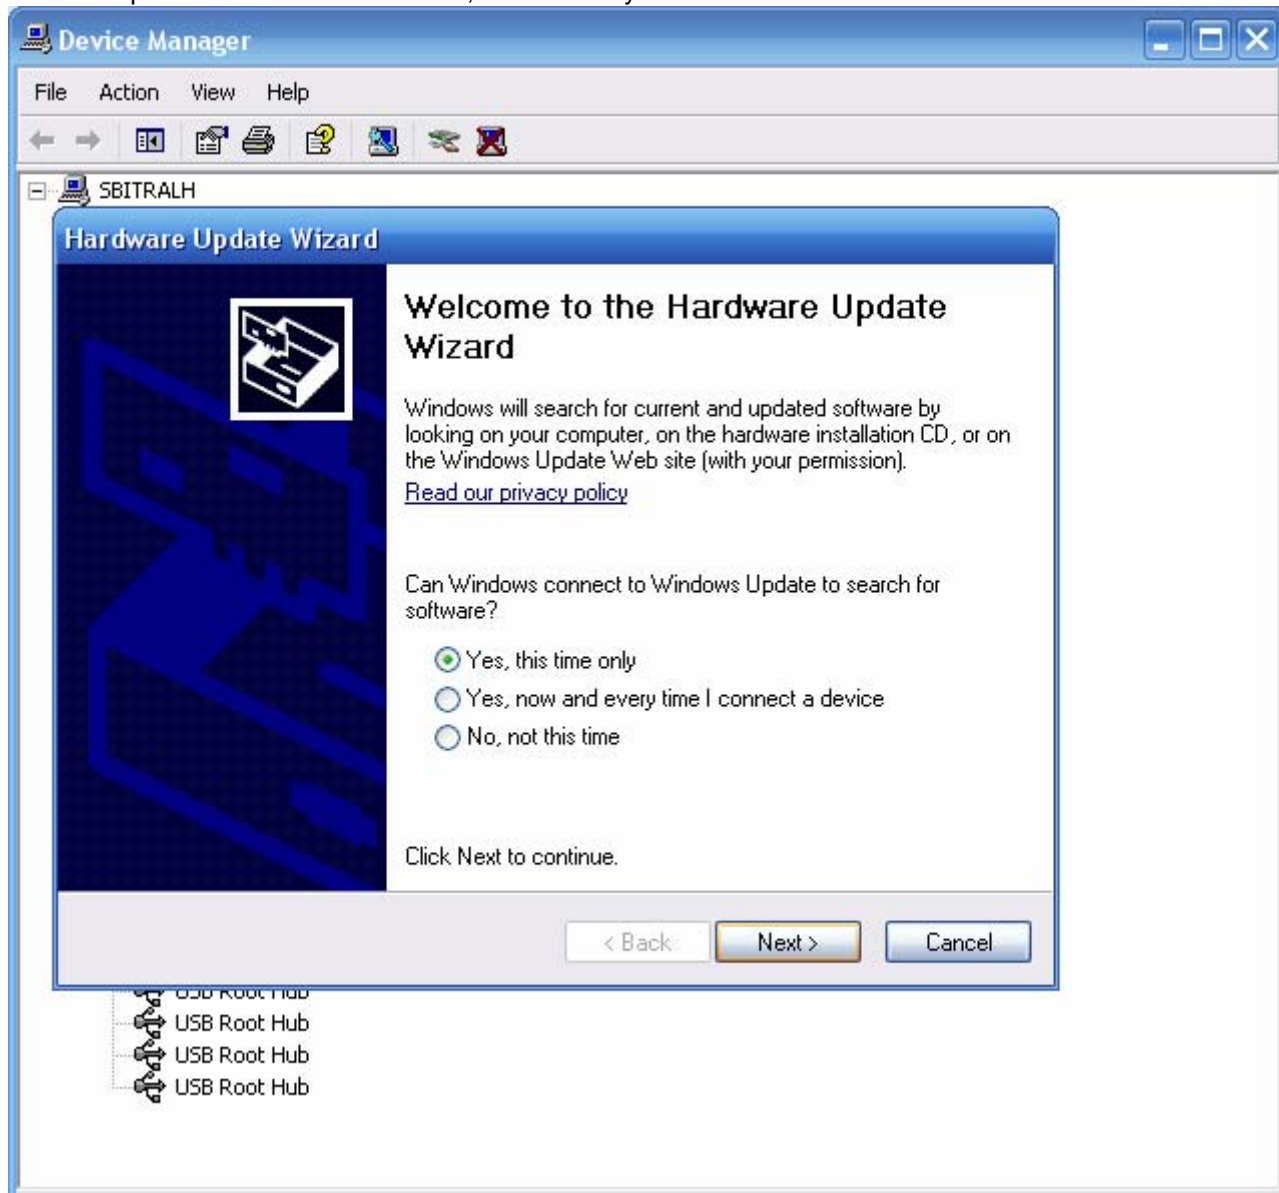 Device Manager
File Action View Help
SBITRALH
Hardware Update Wizard
Welcome to the Hardware Update
Wizard
Windows will search for current and updated software by
looking on your computer, on the hardware installation CD, or on
the Windows Update Web site (with your permission).
Read our privacy policy
Can Windows connect to Windows Update to search for
software?
Yes, this time only
Yes, now and every time I connect a device
No, not this time
Click Next to continue.
< Back Next > Cancel
USB Root Hub
USB Root Hub
USB Root Hub
USB Root Hub